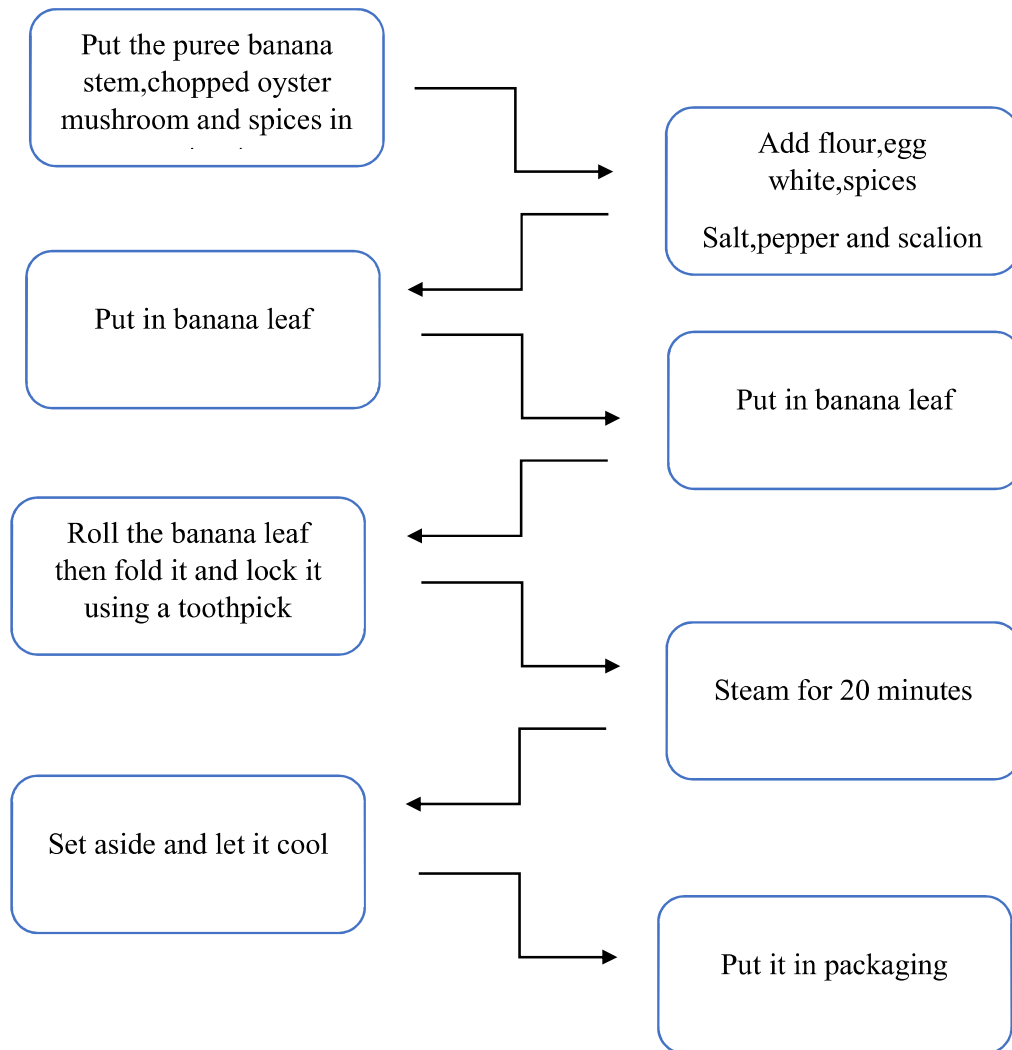 Put the puree banana
stem,chopped oyster
mushroom and spices in
Add flour,egg
white,spices
Salt,pepper and scalion
Put in banana leaf
Put in banana leaf
Roll the banana leaf
then fold it and lock it
using a toothpick
Steam for 20 minutes
Set aside and let it cool
Put it in packaging